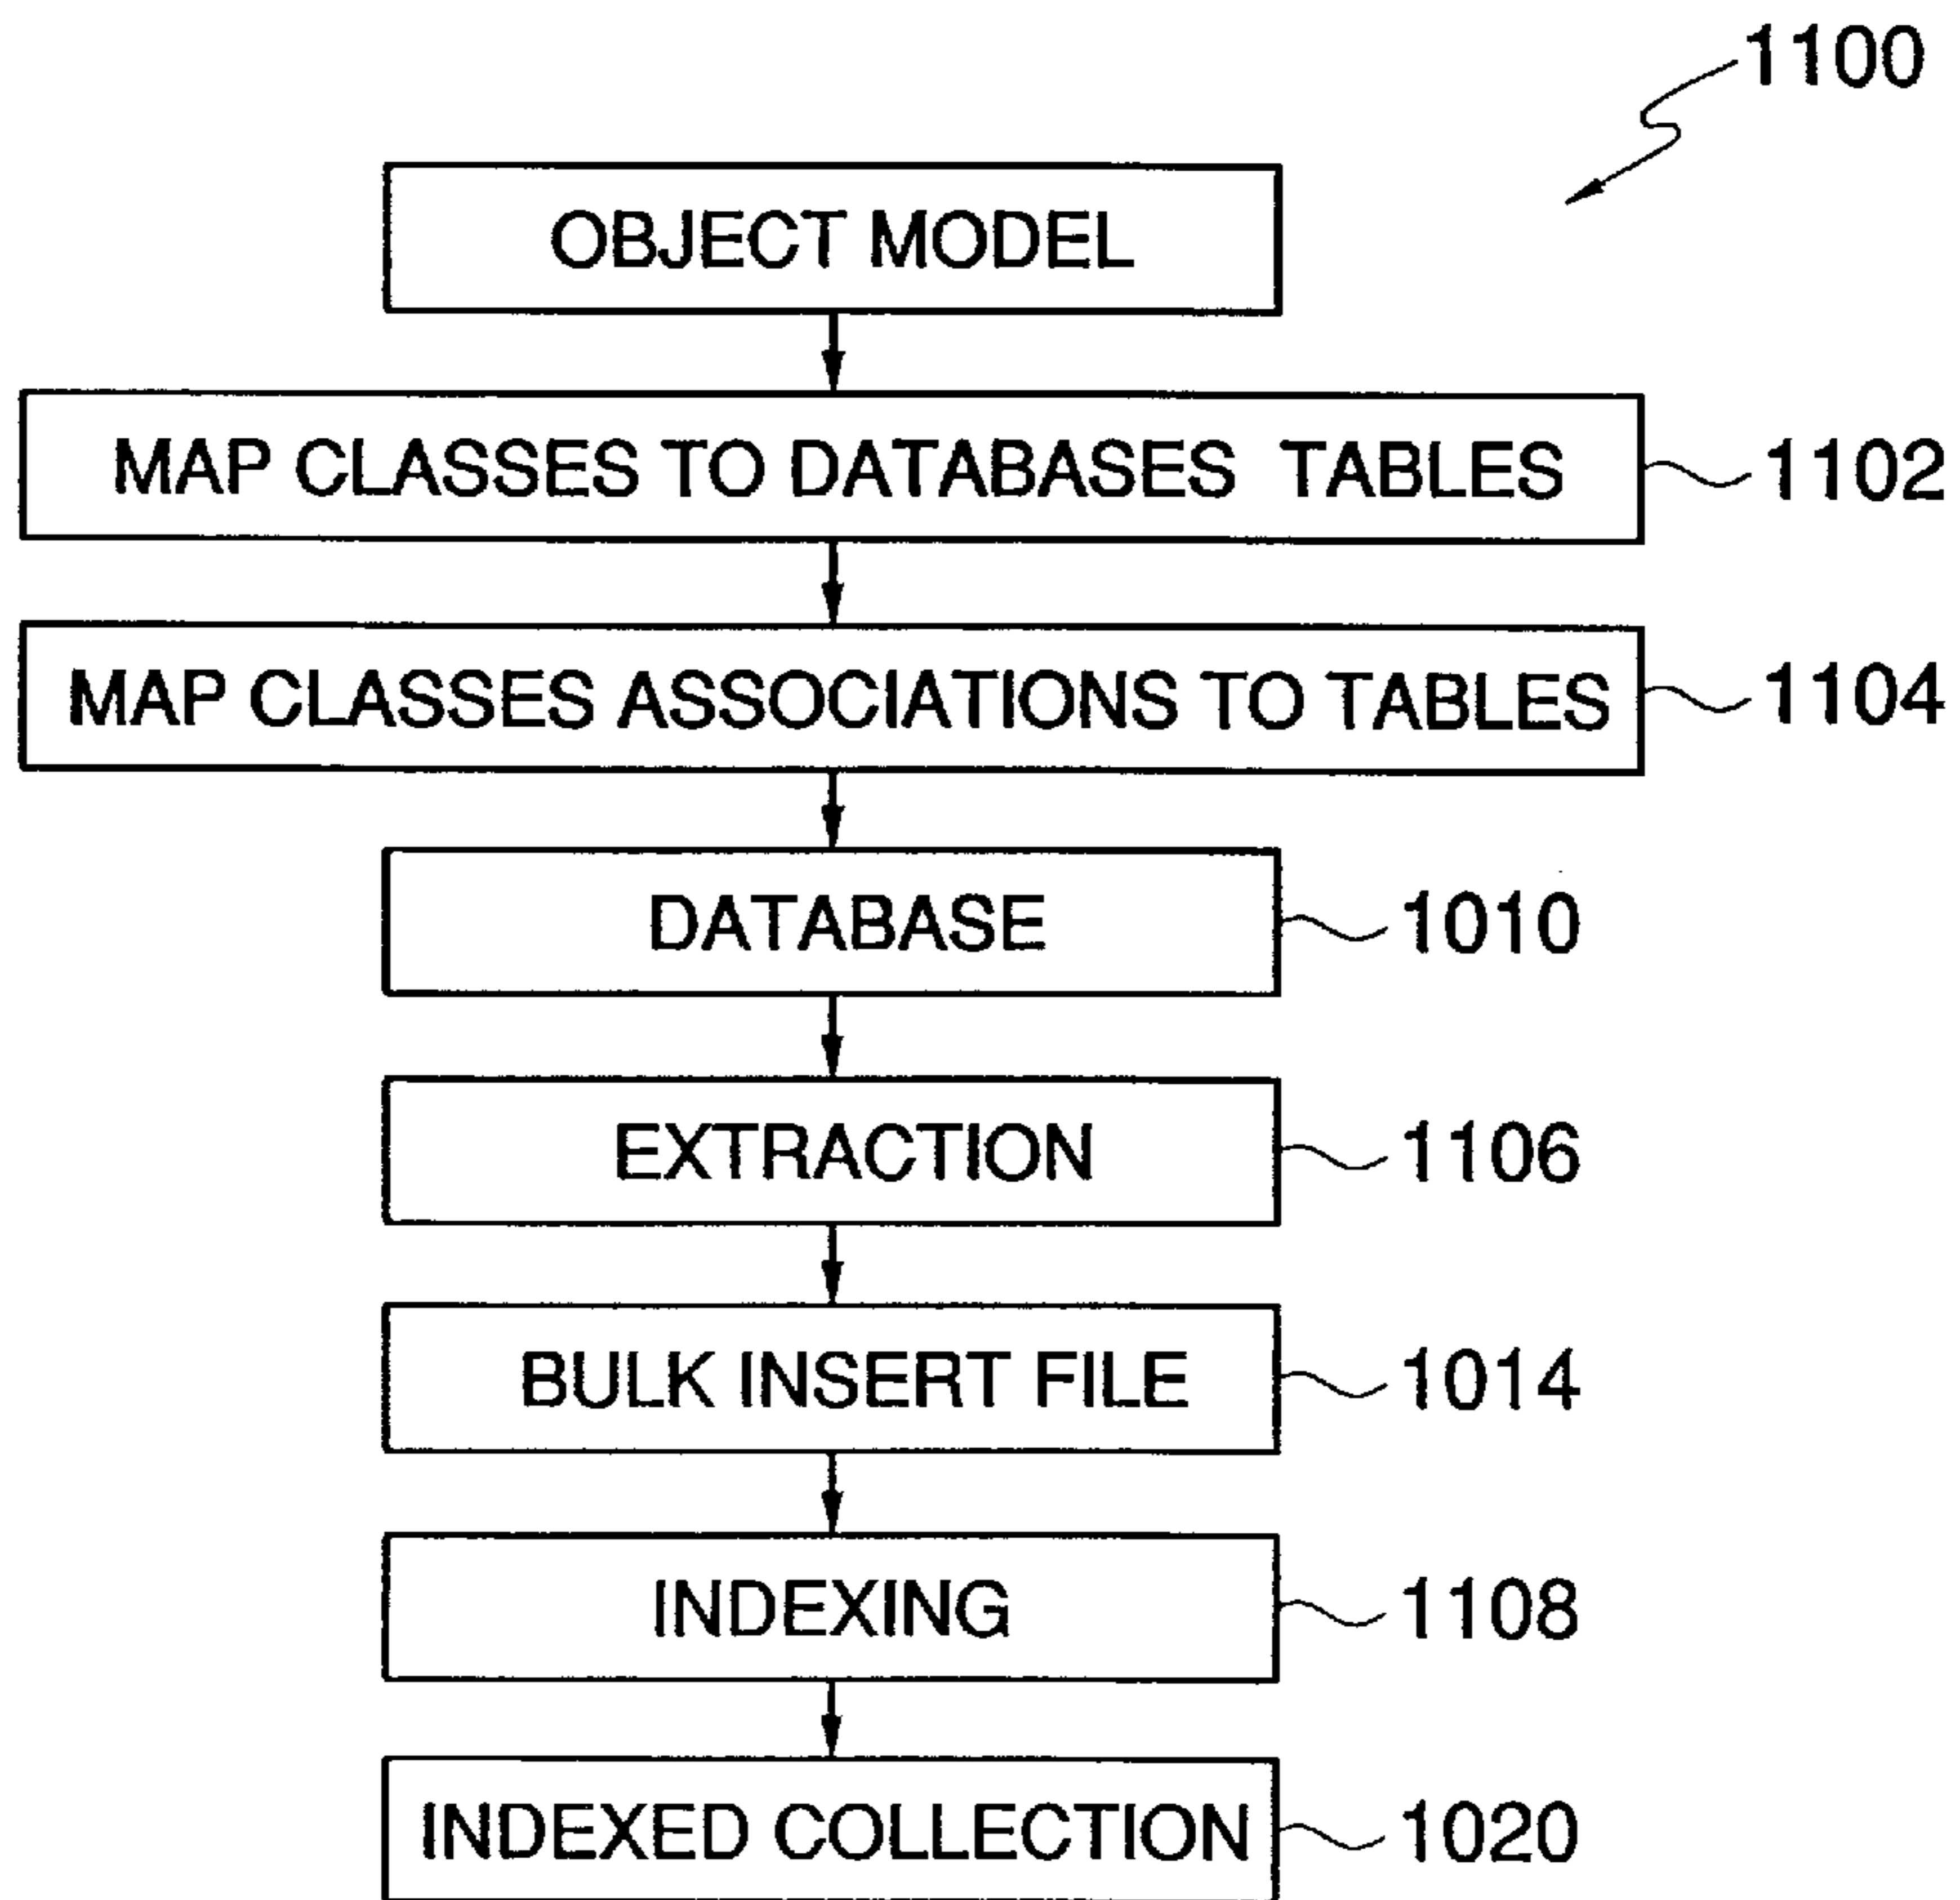 1100
OBJECT MODEL
MAP CLASSES TO DATABASES TABLES 1102
MAP CLASSES ASSOCIATIONS TO TABLES 1104
DATABASE 1010
EXTRACTION 1106
BULK INSERT FILE 1014
INDEXING 1108
INDEXED COLLECTION 1020